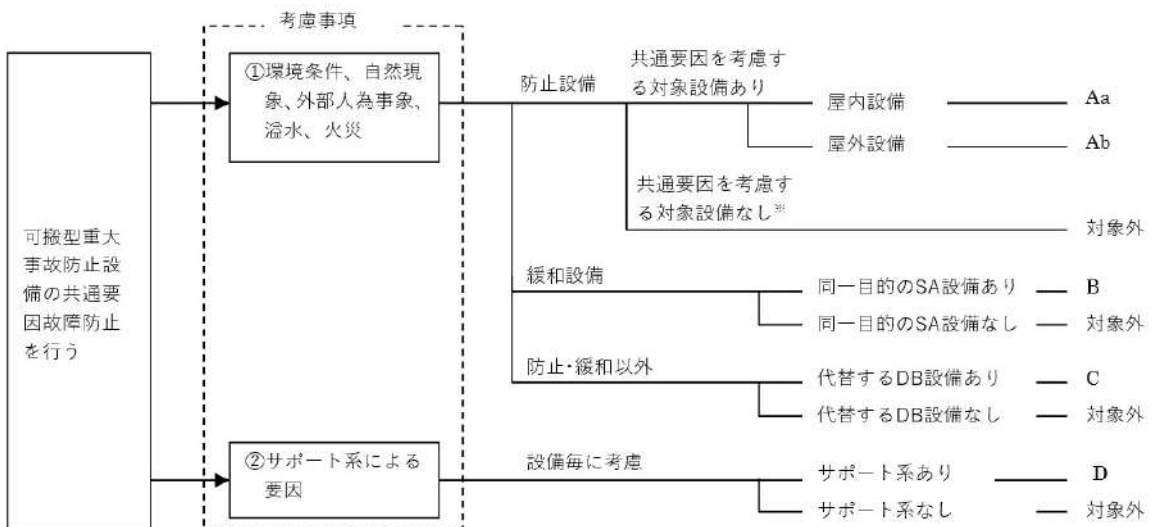 考慮事項
可搬型重大
事故防止設
備の共通要
因故障防止
を行う
①環境条件、自然現
象、外部人為事象、
溢水、火災
防止設備
共通要因を考慮す
る対象設備あり
屋内設備
Aa
屋外設備
Ab
共通要因を考慮す
る対象設備なし※
対象外
緩和設備
同一目的のSA設備あり
B
同一目的のSA設備なし
対象外
防止・緩和以外
代替するDB設備あり
C
代替するDB設備なし
対象外
②サポート系による
要因
設備毎に考慮
サポート系あり
D
サポート系なし
対象外